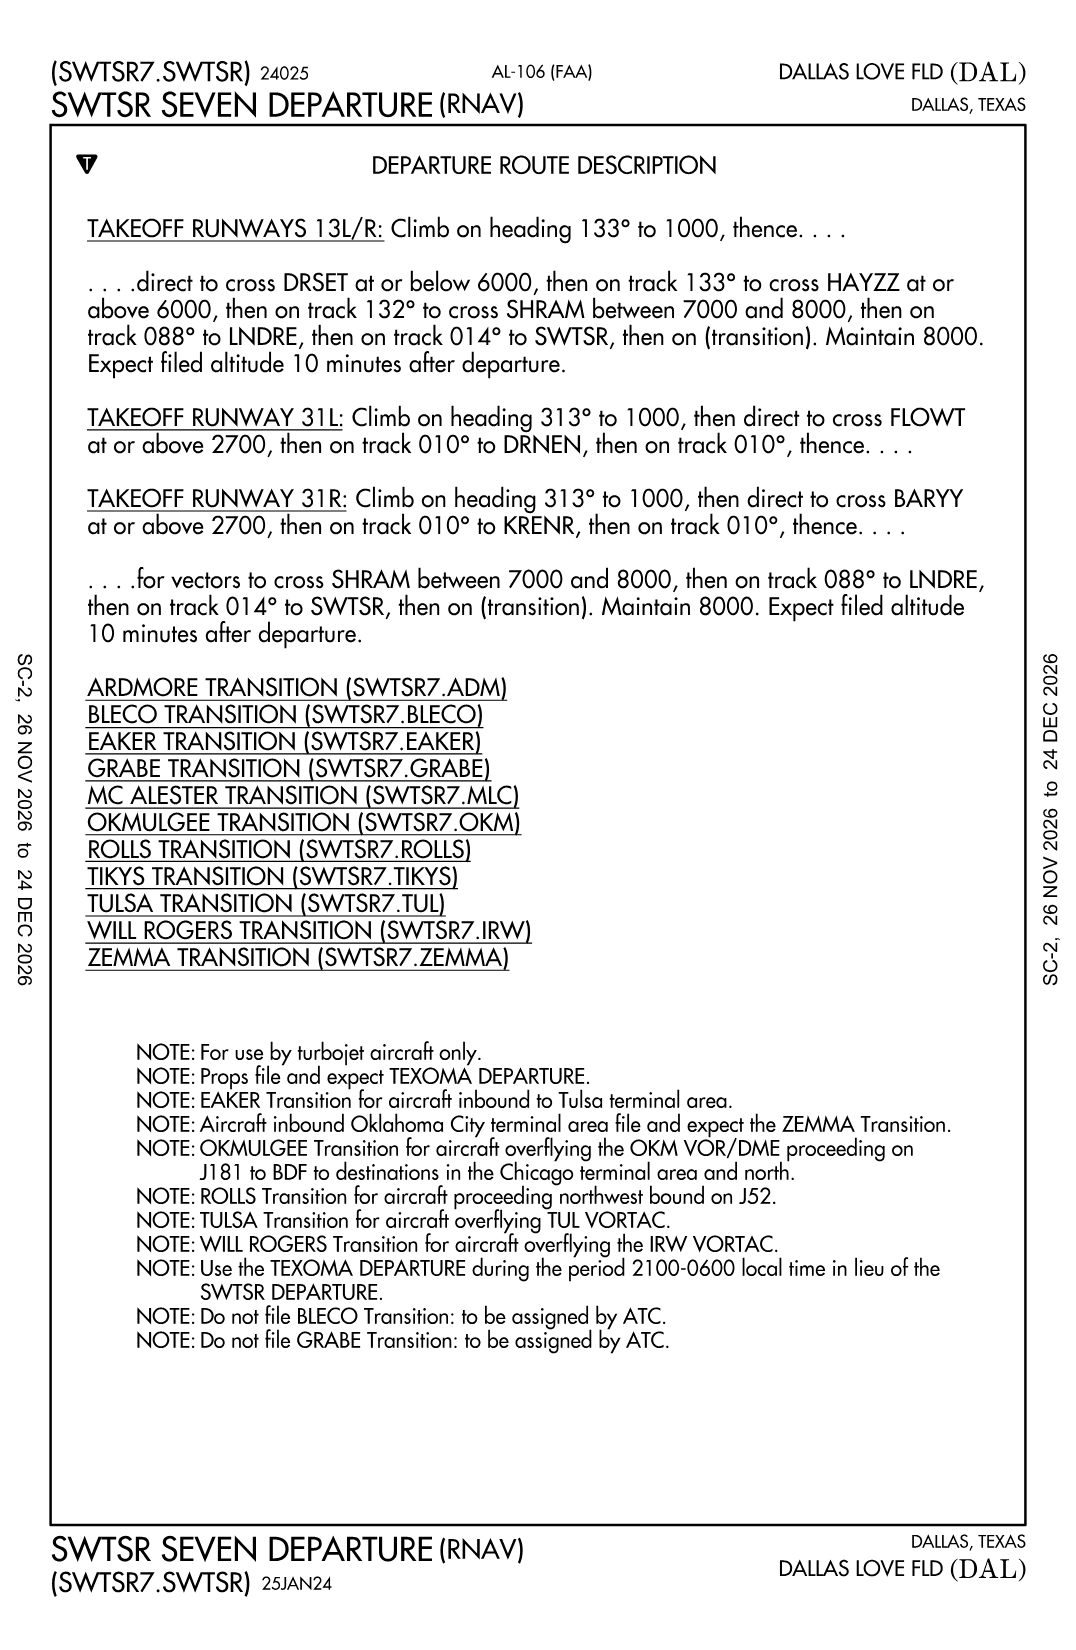 (SWTSR7.SWTSR) 24025
AL-106 (FAA)
DALLAS LOVE FLD (DAL)
SWTSR SEVEN DEPARTURE (RNAV)
DALLAS, TEXAS
T
DEPARTURE ROUTE DESCRIPTION
TAKEOFF RUNWAYS 13L/R: Climb on heading 133° to 1000, thence. . . .
. . . .direct to cross DRSET at or below 6000, then on track 133° to cross HAYZZ at or
above 6000, then on track 132° to cross SHRAM between 7000 and 8000, then on
track 088° to LNDRE, then on track 014° to SWTSR, then on (transition). Maintain 8000.
Expect filed altitude 10 minutes after departure.
TAKEOFF RUNWAY 31L: Climb on heading 313° to 1000, then direct to cross FLOWT
at or above 2700, then on track 010° to DRNEN, then on track 010°, thence. . . .
TAKEOFF RUNWAY 31R: Climb on heading 313° to 1000, then direct to cross BARYY
at or above 2700, then on track 010° to KRENR, then on track 010°, thence. . . .
. . . .for vectors to cross SHRAM between 7000 and 8000, then on track 088° to LNDRE,
then on track 014° to SWTSR, then on (transition). Maintain 8000. Expect filed altitude
10 minutes after departure.
ARDMORE TRANSITION (SWTSR7.ADM)
BLECO TRANSITION (SWTSR7.BLECO)
EAKER TRANSITION (SWTSR7.EAKER)
GRABE TRANSITION (SWTSR7.GRABE)
MC ALESTER TRANSITION (SWTSR7.MLC)
OKMULGEE TRANSITION (SWTSR7.OKM)
ROLLS TRANSITION (SWTSR7.ROLLS)
TIKYS TRANSITION (SWTSR7.TIKYS)
TULSA TRANSITION (SWTSR7.TUL)
WILL ROGERS TRANSITION (SWTSR7.IRW)
ZEMMA TRANSITION (SWTSR7.ZEMMA)
NOTE: For use by turbojet aircraft only.
NOTE: Props file and expect TEXOMA DEPARTURE.
NOTE: EAKER Transition for aircraft inbound to Tulsa terminal area.
NOTE: Aircraft inbound Oklahoma City terminal area file and expect the ZEMMA Transition.
NOTE: OKMULGEE Transition for aircraft overflying the OKM VOR/DME proceeding on
J181 to BDF to destinations in the Chicago terminal area and north.
NOTE: ROLLS Transition for aircraft proceeding northwest bound on J52.
NOTE: TULSA Transition for aircraft overflying TUL VORTAC.
NOTE: WILL ROGERS Transition for aircraft overflying the IRW VORTAC.
NOTE: Use the TEXOMA DEPARTURE during the period 2100-0600 local time in lieu of the
SWTSR DEPARTURE.
NOTE: Do not file BLECO Transition: to be assigned by ATC.
NOTE: Do not file GRABE Transition: to be assigned by ATC.
SC-2, 26 NOV 2026 to 24 DEC 2026
SC-2, 26 NOV 2026 to 24 DEC 2026
SWTSR SEVEN DEPARTURE (RNAV)
DALLAS, TEXAS
(SWTSR7.SWTSR) 25JAN24
DALLAS LOVE FLD (DAL)